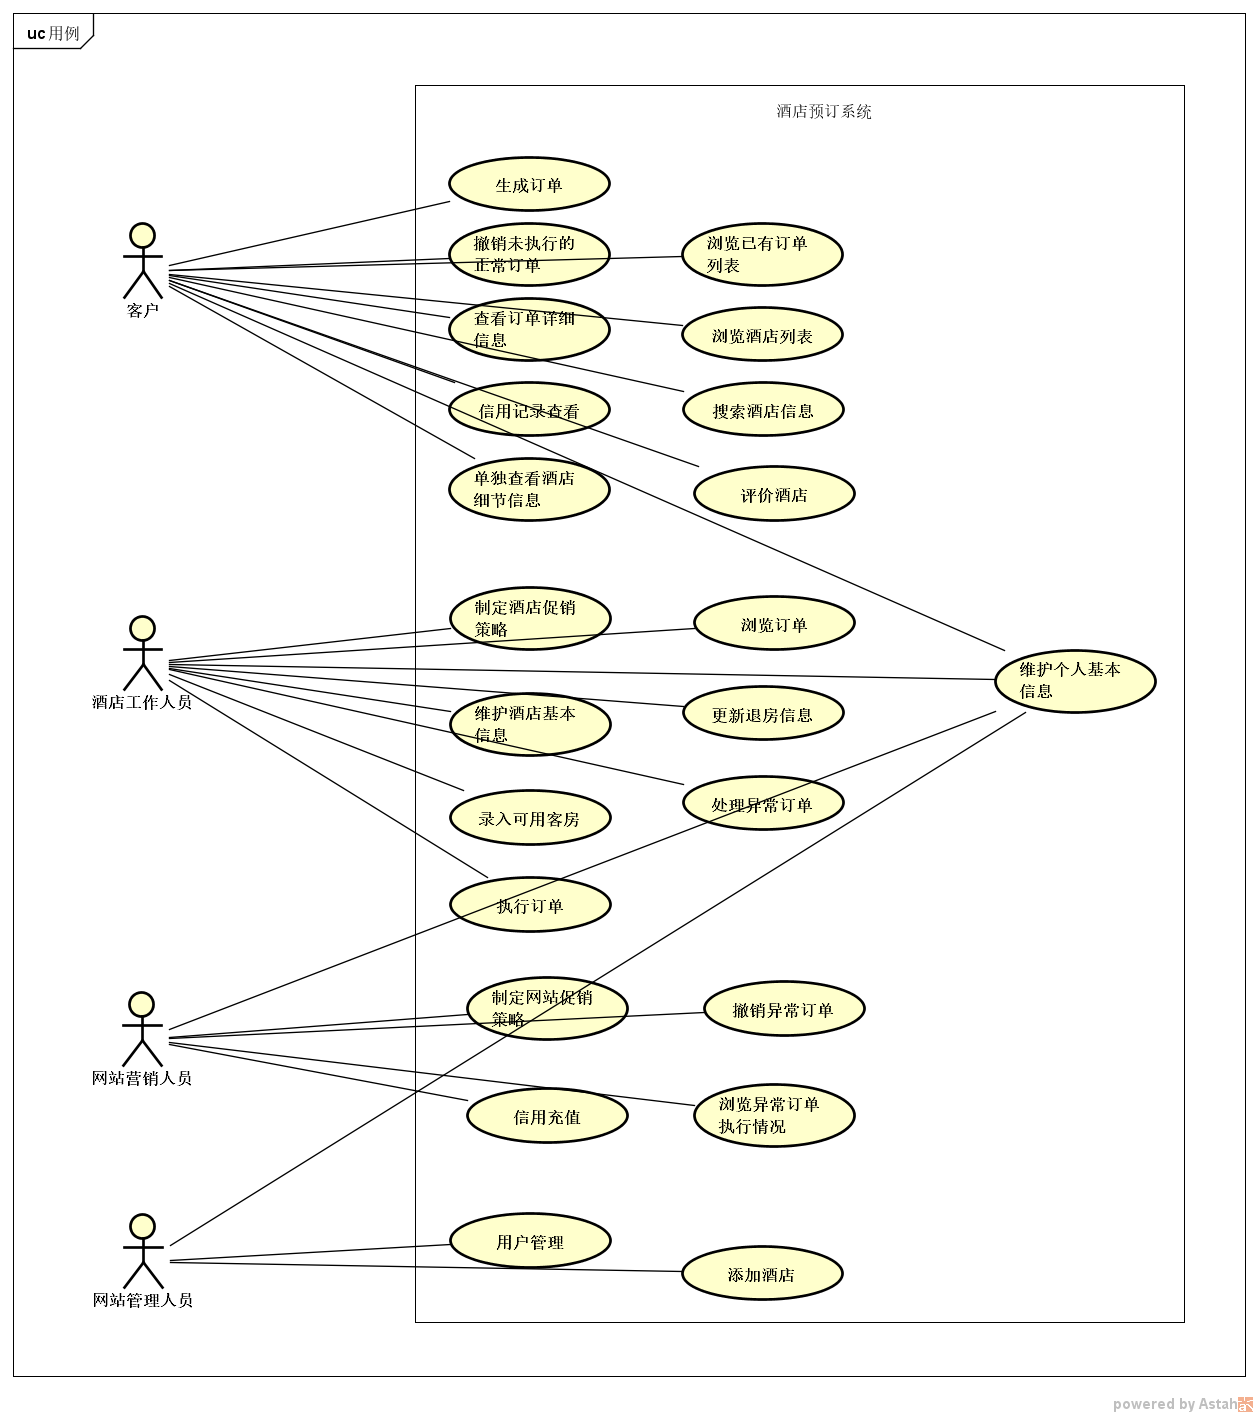 uc 用例
酒店预订系统
生成订单
撤销未执行的
正常订单
浏览已有订单
列表
客户
查看订单详细
信息
浏览酒店列表
信用记录查看
搜索酒店信息
单独查看酒店
细节信息
评价酒店
制定酒店促销
策略
浏览订单
维护个人基本
信息
酒店工作人员
维护酒店基本
信息
更新退房信息
录入可用客房
处理异常订单
执行订单
制定网站促销
策略
撤销异常订单
网站营销人员
信用充值
浏览异常订单
执行情况
用户管理
添加酒店
网站管理人员
powered by Astah